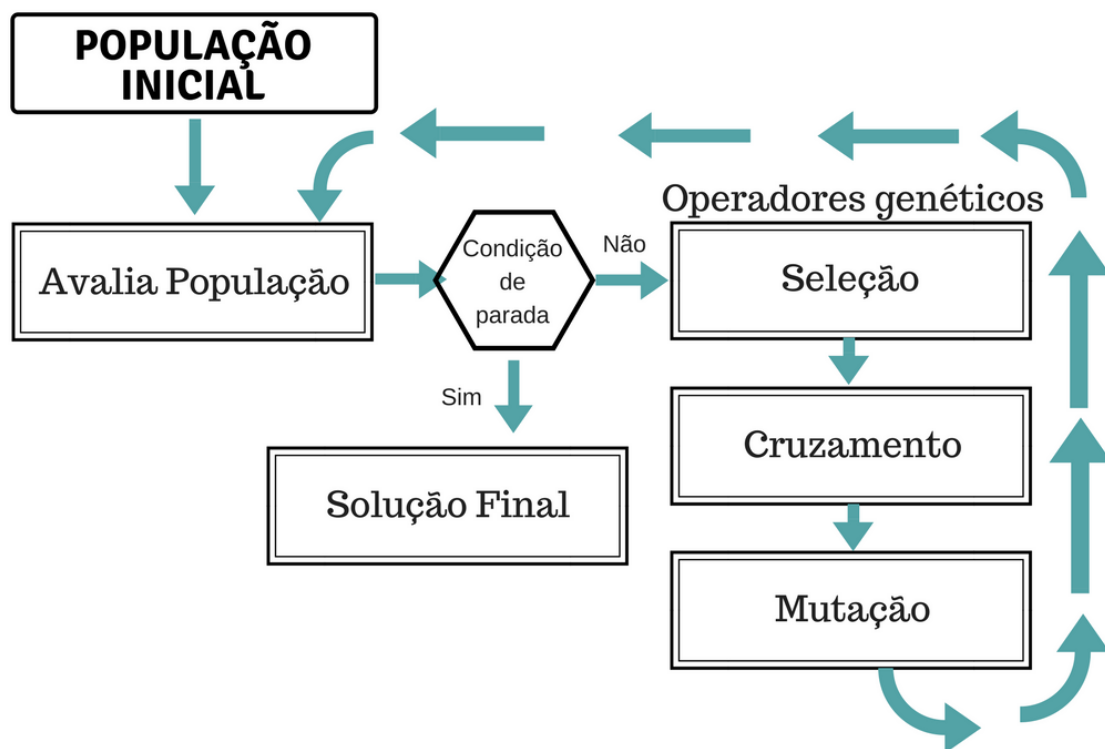 POPULAÇÃO
INICIAL
Operadores genéticos
Avalia População
Condição
de
parada
Não
Seleção
Sim
Cruzamento
Solução Final
Mutação